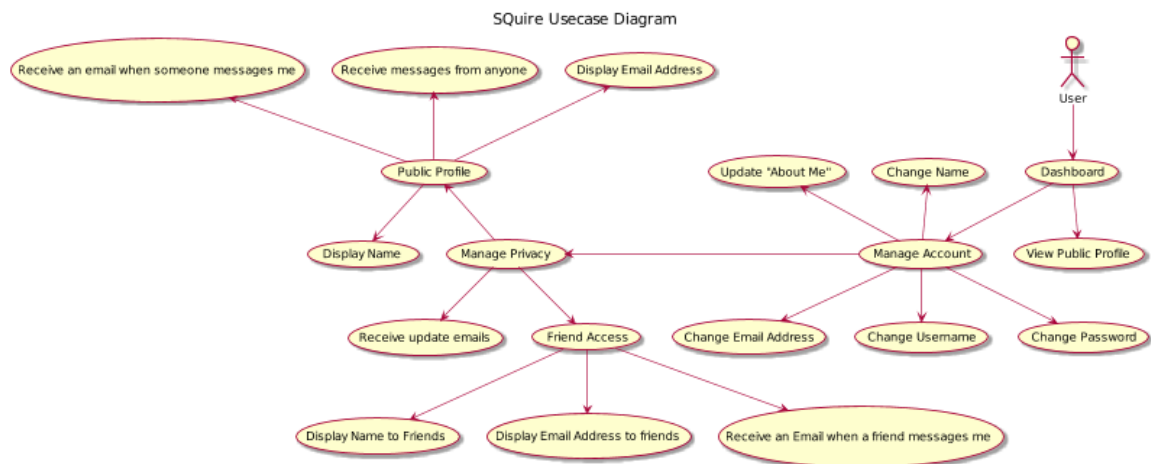 SQuire Usecase Diagram
Receive an email when someone messages me
Receive messages from anyone
Display Email Address
User
Public Profile
Update "About Me"
Change Name
Dashboard
Display Name
Manage Privacy
Manage Account
View Public Profile
Receive update emails
Friend Access
Change Email Address
Change Username
Change Password
Display Name to Friends
Display Email Address to friends
Receive an Email when a friend messages me